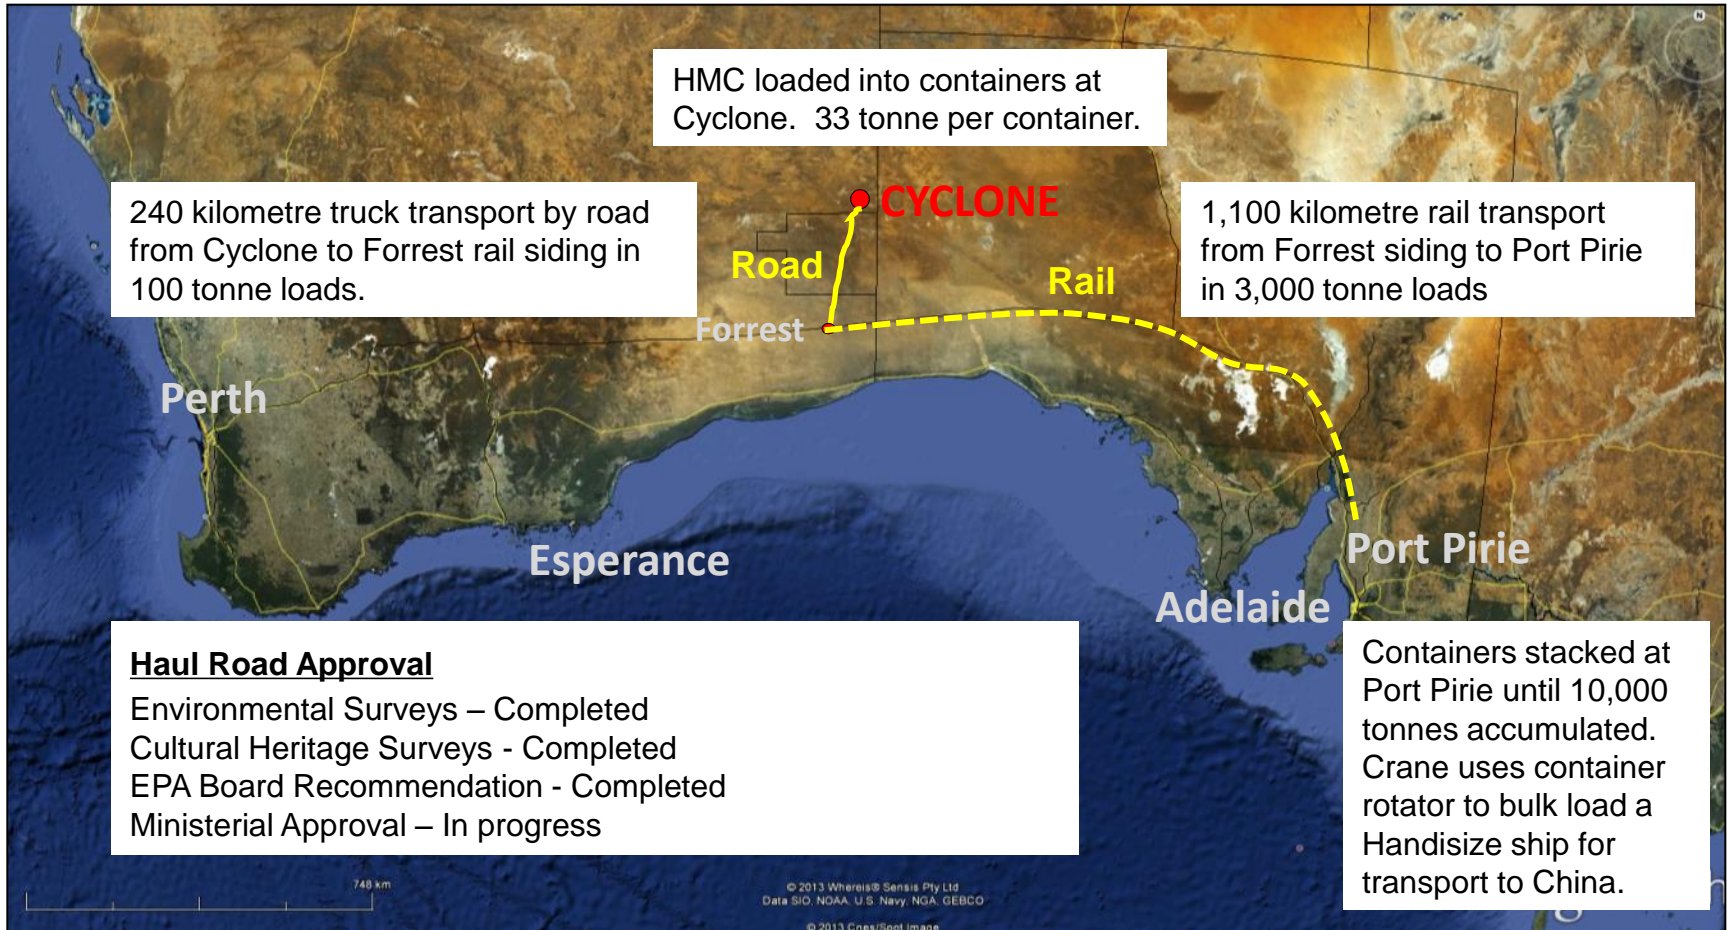 N
HMC loaded into containers at
Cyclone.  33 tonne per container.
240 kilometre truck transport by road
from Cyclone to Forrest rail siding in
100 tonne loads.
CYCLONE
1,100 kilometre rail transport
from Forrest siding to Port Pirie
in 3,000 tonne loads
Road
Rail
Forrest
Perth
Esperance
Port Pirie
Adelaide
Haul Road Approval
Environmental Surveys – Completed
Cultural Heritage Surveys - Completed
EPA Board Recommendation - Completed
Ministerial Approval – In progress
Containers stacked at
Port Pirie until 10,000
tonnes accumulated.
Crane uses container
rotator to bulk load a
Handisize ship for
transport to China.
748 km
© 2013 Whereis® Sensis Pty Ltd
Data SIO, NOAA, U.S. Navy, NGA, GEBCO
© 2013 Cnes/Spot Image